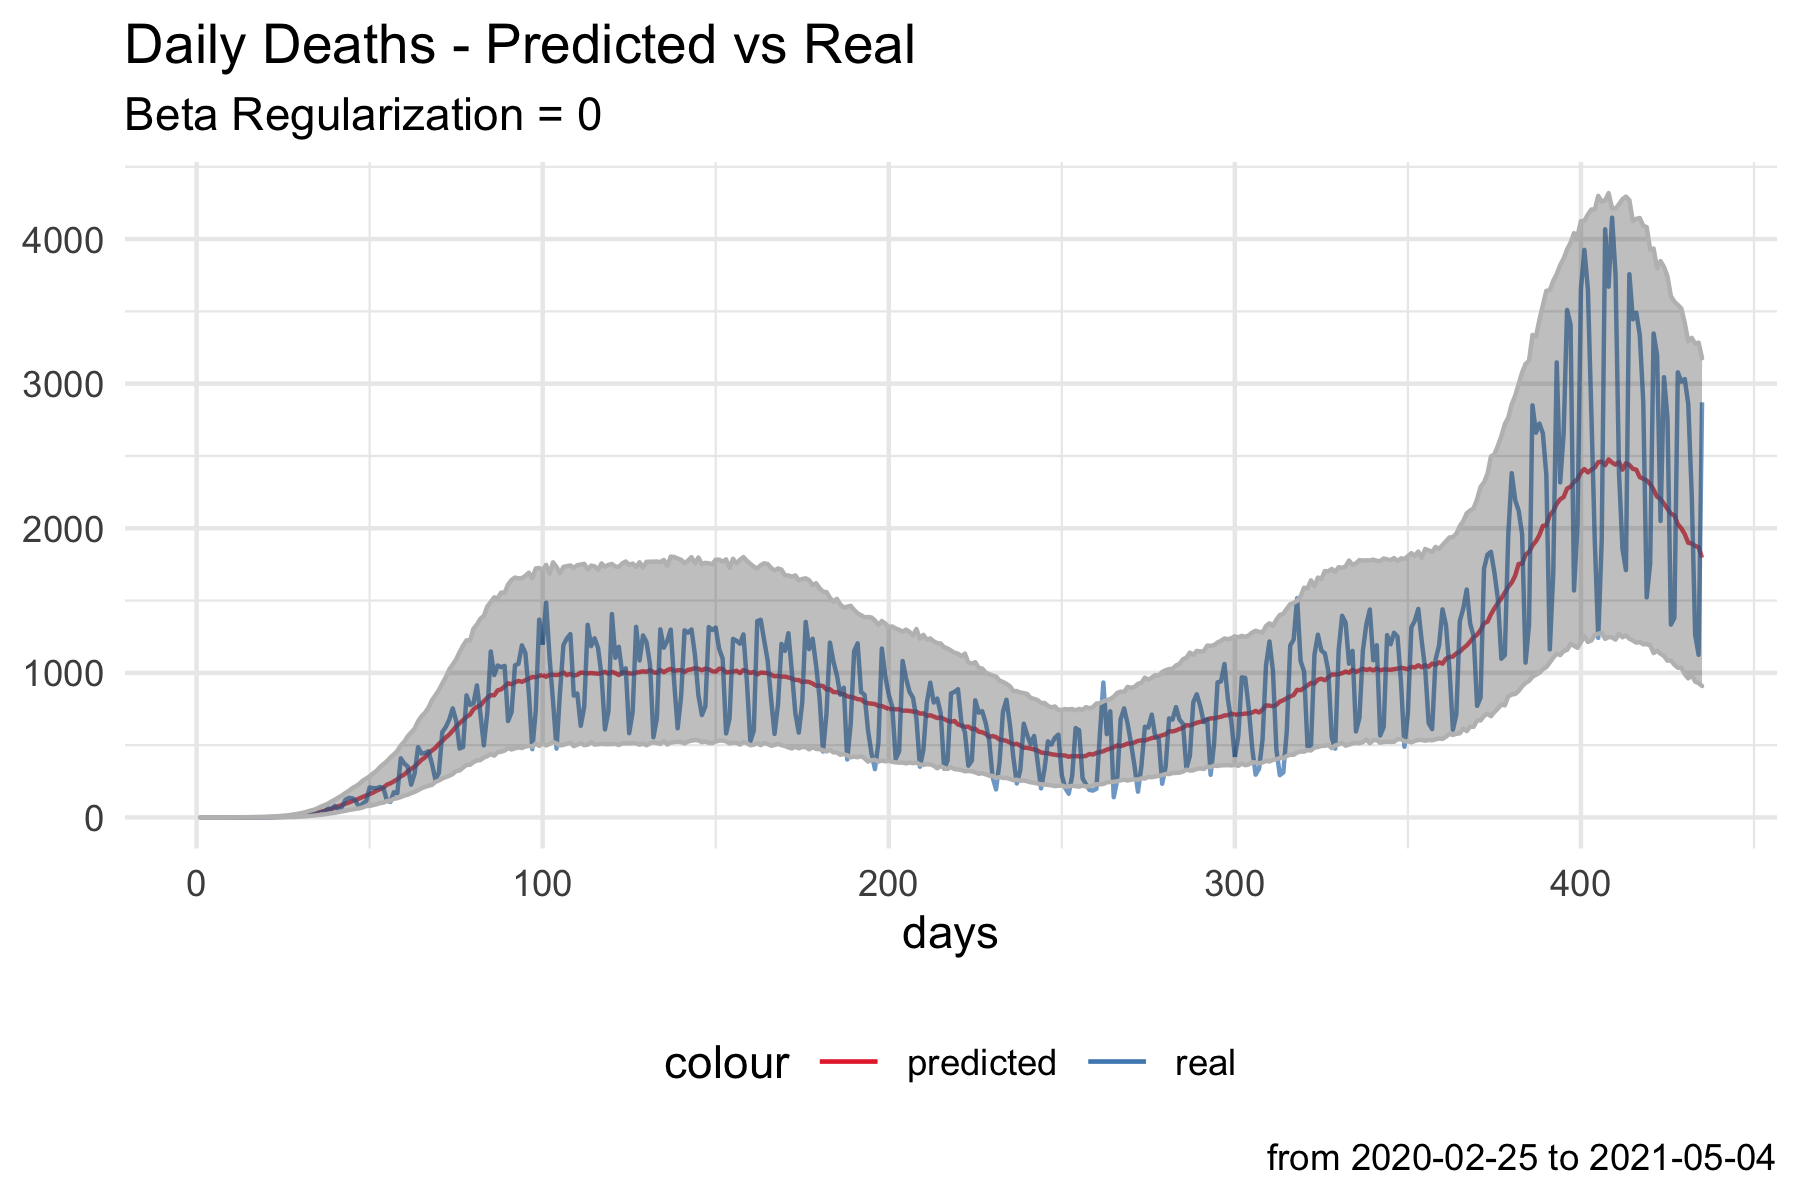 Daily Deaths - Predicted vs Real
Beta Regularization = 0
4000
3000
2000
1000
0
0 100 200 300 400
days
colour predicted real
from 2020-02-25 to 2021-05-04